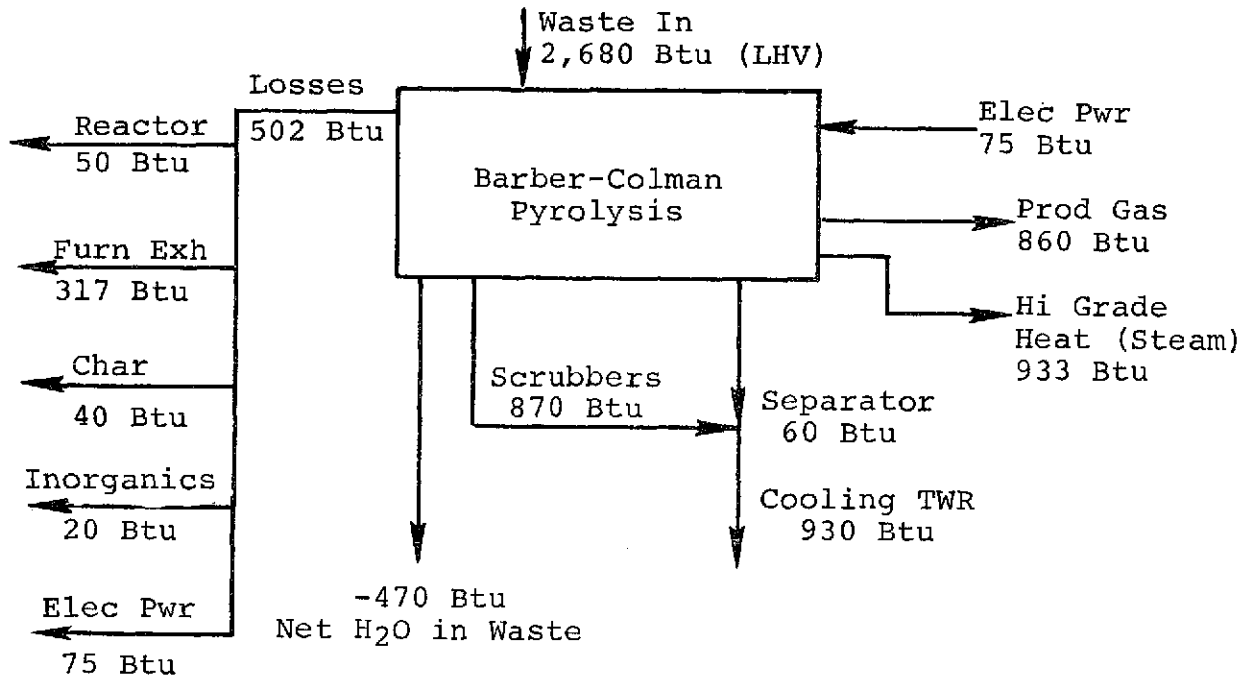 Waste In
2,680 Btu (LHV)
Losses
502 Btu
Reactor
50 Btu
Elec Pwr
75 Btu
Barber-Colman
Pyrolysis
Prod Gas
860 Btu
Furn Exh
317 Btu
Hi Grade
Heat (Steam)
933 Btu
Char
40 Btu
Scrubbers
870 Btu
Separator
60 Btu
Inorganics
20 Btu
Cooling TWR
930 Btu
-470 Btu
Net H₂O in Waste
Elec Pwr
75 Btu